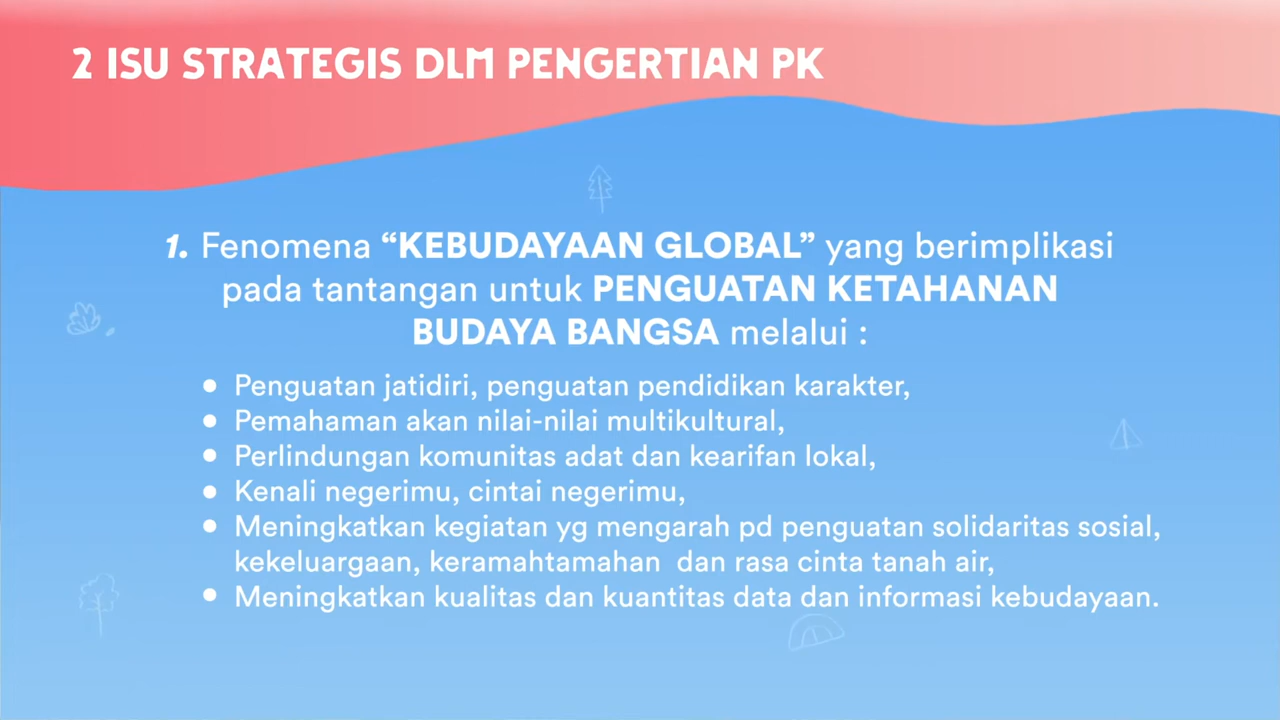 2 ISU STRATEGIS DLM PENGERTIAN PK
1. Fenomena “KEBUDAYAAN GLOBAL” yang berimplikasi
pada tantangan untuk PENGUATAN KETAHANAN
BUDAYA BANGSA melalui :
● Penguatan jatidiri, penguatan pendidikan karakter,
● Pemahaman akan nilai-nilai multikultural,
● Perlindungan komunitas adat dan kearifan lokal,
● Kenali negerimu, cintai negerimu,
● Meningkatkan kegiatan yg mengarah pd penguatan solidaritas sosial,
kekeluargaan, keramahtamahan dan rasa cinta tanah air,
● Meningkatkan kualitas dan kuantitas data dan informasi kebudayaan.